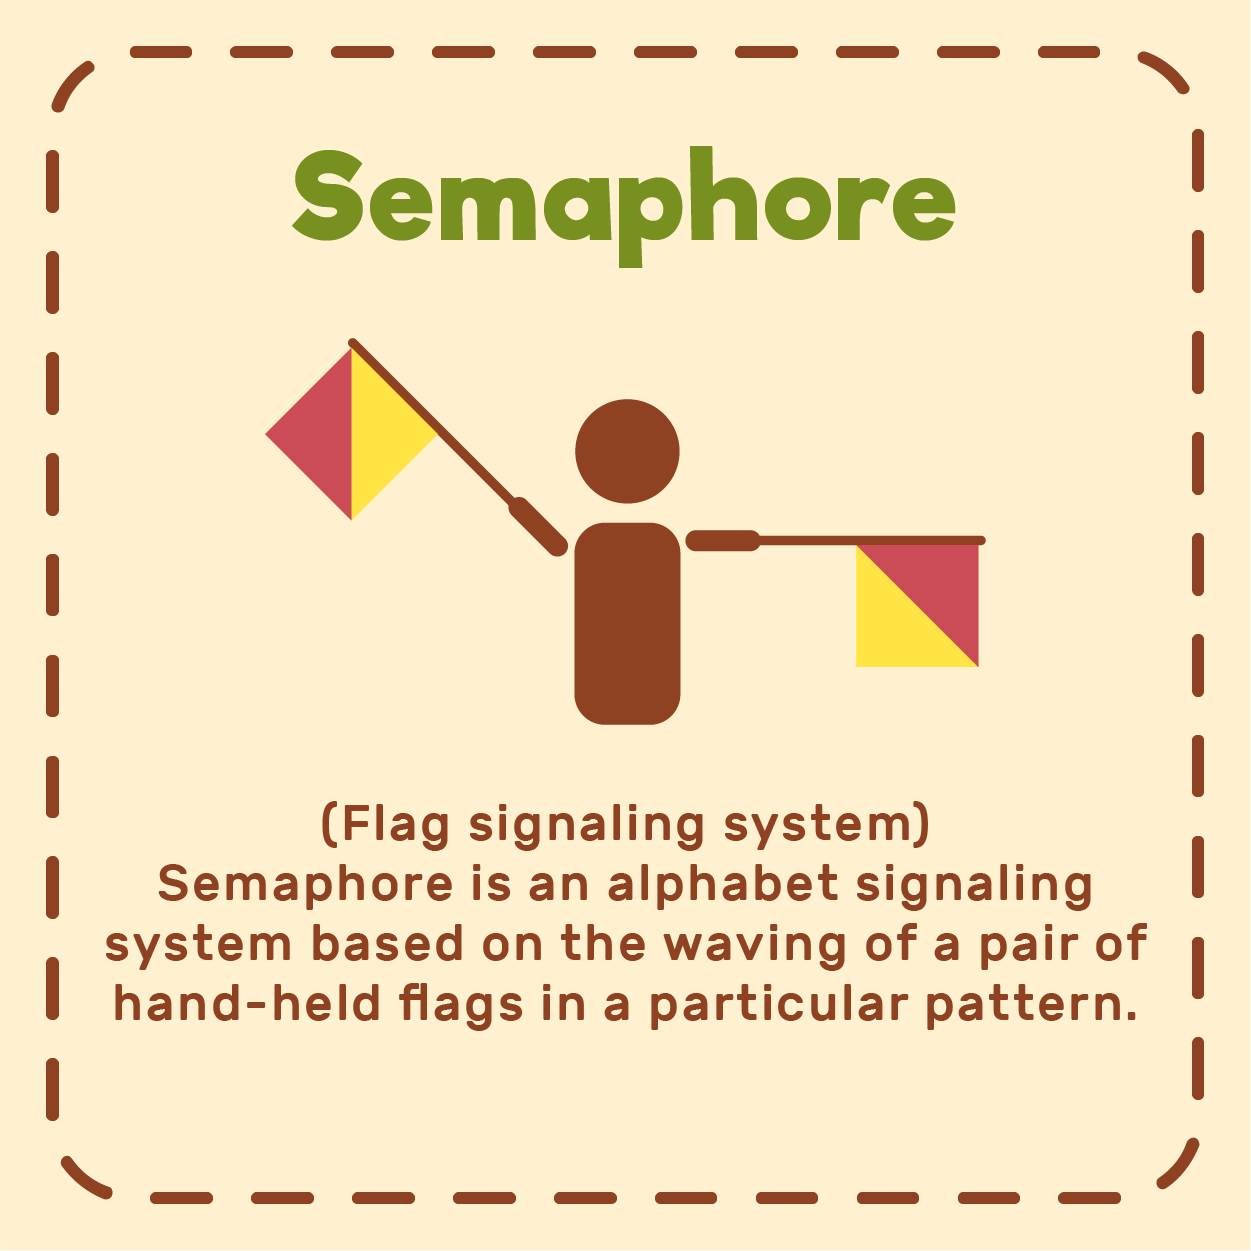 Semaphore
(Flag signaling system)
Semaphore is an alphabet signaling
system based on the waving of a pair of
hand-held flags in a particular pattern.